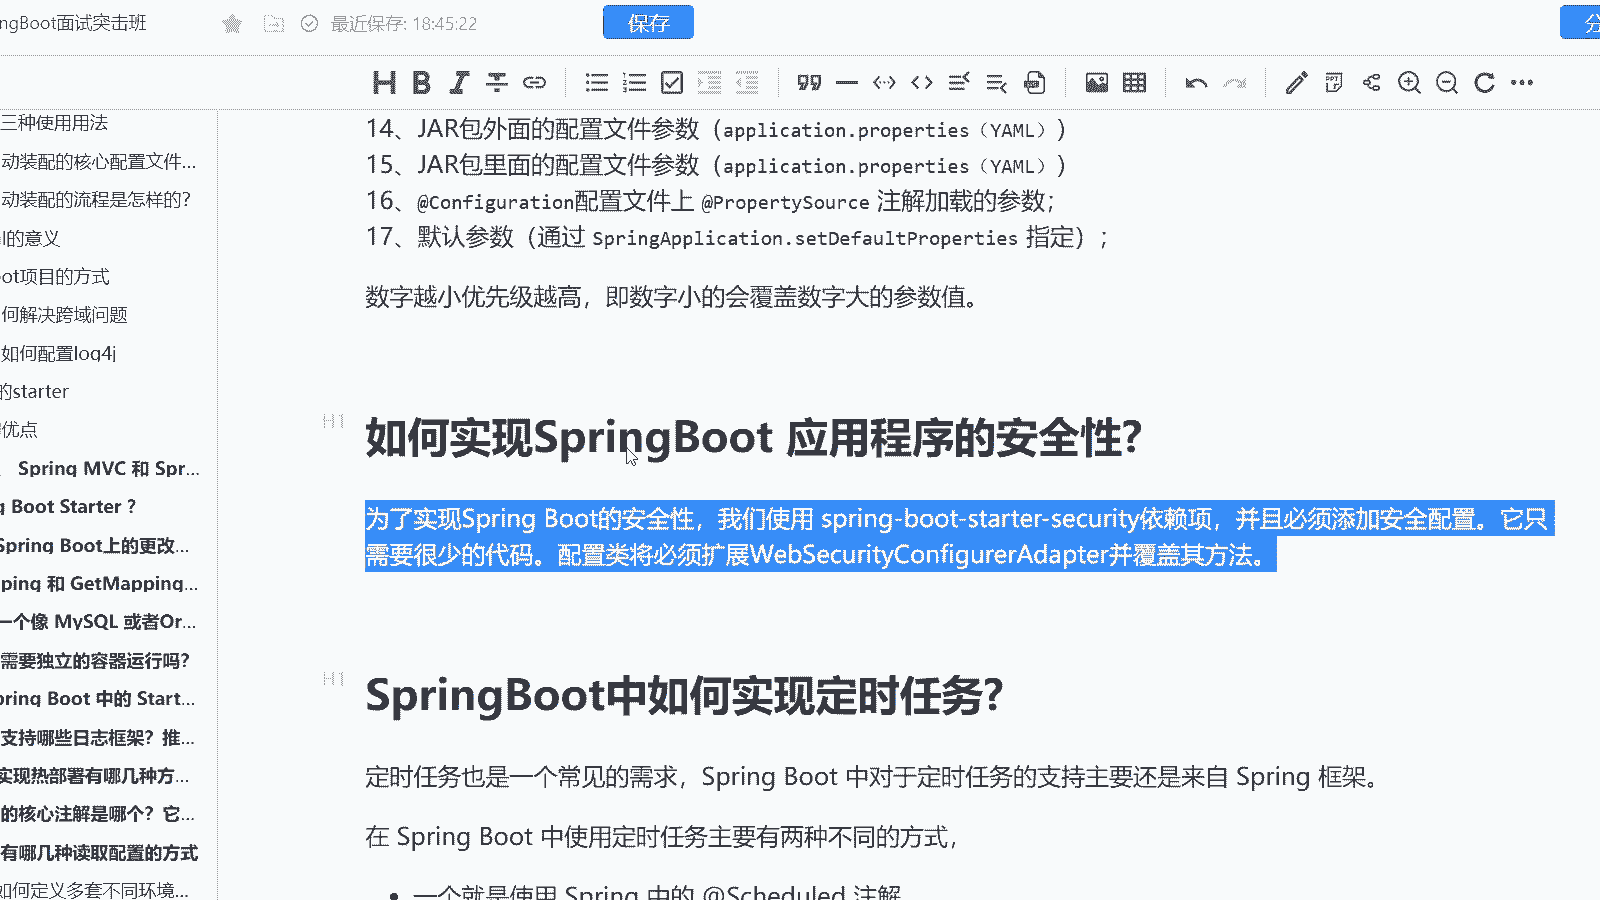 ngBoot面试突击班
最近保存: 18:45:22
保存
分
三种使用用法
动装配的核心配置文件...
动装配的流程是怎样的?
的意义
ot项目的方式
何解决跨域问题
如何配置log4j
的starter
优点
Spring MVC 和 Spr...
g Boot Starter ?
Spring Boot上的更改...
ping 和 GetMapping...
一个像 MySQL 或者Or...
需要独立的容器运行吗?
pring Boot 中的 Start...
支持哪些日志框架? 推...
实现热部署有哪几种方...
的核心注解是哪个? 它...
有哪几种读取配置的方式
如何定义多套不同环境...
14、JAR包外面的配置文件参数（application.properties（YAML））
15、JAR包里面的配置文件参数（application.properties（YAML））
16、@Configuration配置文件上 @PropertySource 注解加载的参数；
17、默认参数（通过 SpringApplication.setDefaultProperties 指定）；
数字越小优先级越高，即数字小的会覆盖数字大的参数值。
H1
如何实现SpringBoot 应用程序的安全性?
为了实现Spring Boot的安全性，我们使用 spring-boot-starter-security依赖项，并且必须添加安全配置。它只
需要很少的代码。配置类将必须扩展WebSecurityConfigurerAdapter并覆盖其方法。
H1
SpringBoot中如何实现定时任务?
定时任务也是一个常见的需求，Spring Boot 中对于定时任务的支持主要还是来自 Spring 框架。
在 Spring Boot 中使用定时任务主要有两种不同的方式，
• 一个就是使用 Spring 中的 @Scheduled 注解